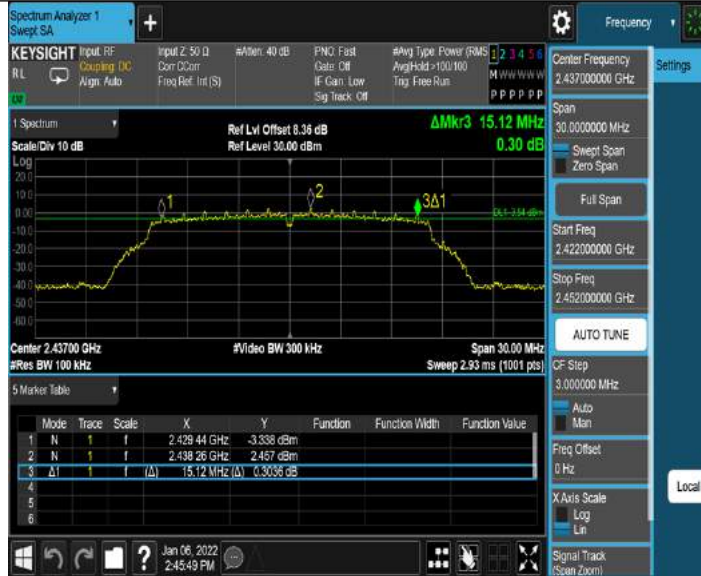 Spectrum Analyzer 1
Swept SA
+
Frequency
KEYSIGHT
Input: RF
Input Z: 50 Ω
#Atten: 40 dB
PNO: Fast
#Avg Type: Power (RMS
1 2 3 4 5 6
RL
Coupling: DC
Corr CCorr
Gate: Off
Avg|Hold:>100/100
M W W W W W
Align: Auto
Freq Ref: Int (S)
IF Gain: Low
Trig: Free Run
Sig Track: Off
P P P P P P
1 Spectrum
Scale/Div 10 dB
Ref Lvl Offset 8.36 dB
Ref Level 30.00 dBm
ΔMkr3 15.12 MHz
0.30 dB
Log
20.0
10.0
0.00
-10.0
-20.0
-30.0
-40.0
-50.0
-60.0
1
2
3Δ1
DL1 -3.54 dBm
Center 2.43700 GHz
#Video BW 300 kHz
Span 30.00 MHz
#Res BW 100 kHz
Sweep 2.93 ms (1001 pts)
5 Marker Table
Mode Trace Scale X Y Function Function Width Function Value
1 N 1 f 2.429 44 GHz -3.338 dBm
2 N 1 f 2.438 26 GHz 2.457 dBm
3 Δ1 1 f (Δ) 15.12 MHz (Δ) 0.3036 dB
4
5
6
Jan 06, 2022
2:45:49 PM
Center Frequency
2.437000000 GHz
Settings
Span
30.0000000 MHz
Swept Span
Zero Span
Full Span
Start Freq
2.422000000 GHz
Stop Freq
2.452000000 GHz
AUTO TUNE
CF Step
3.000000 MHz
Auto
Man
Freq Offset
0 Hz
X Axis Scale
Log
Lin
Local
Signal Track
(Span Zoom)